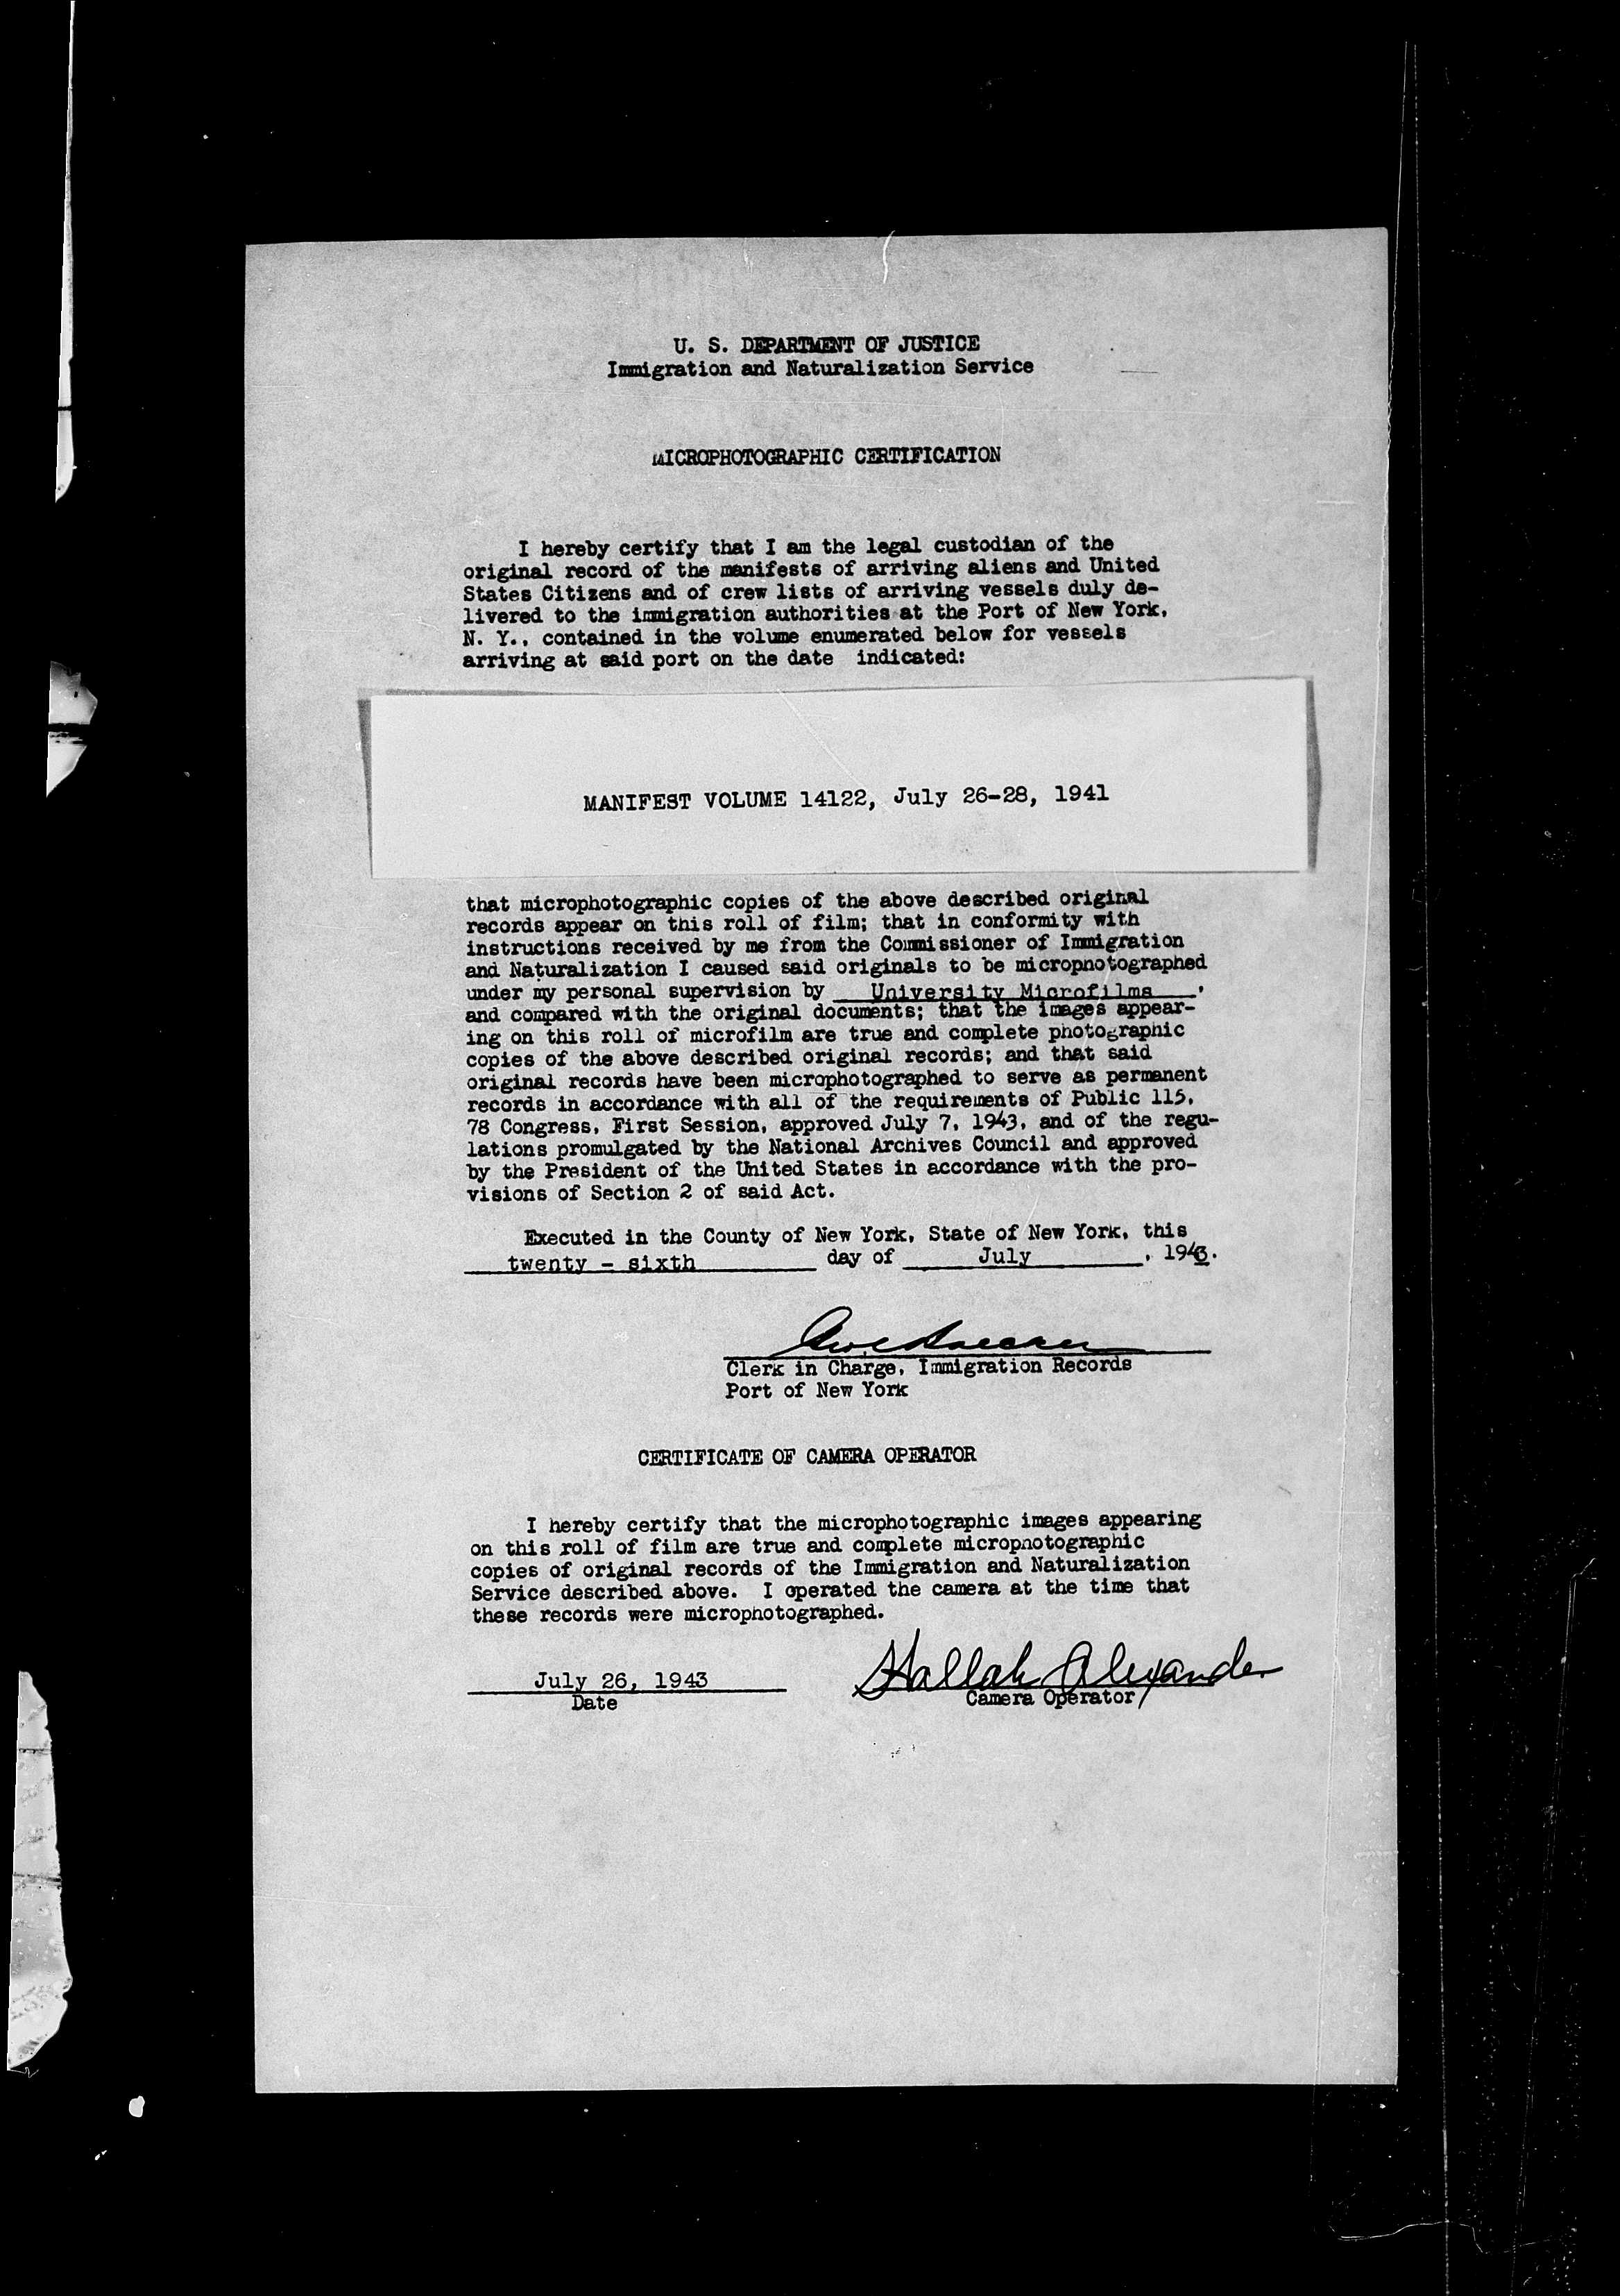 U. S. DEPARTMENT OF JUSTICE
Immigration and Naturalization Service
MICROPHOTOGRAPHIC CERTIFICATION
I hereby certify that I am the legal custodian of the
original record of the manifests of arriving aliens and United
States Citizens and of crew lists of arriving vessels duly de-
livered to the immigration authorities at the Port of New York,
N. Y., contained in the volume enumerated below for vessels
arriving at said port on the date indicated:
MANIFEST VOLUME 14122, July 26-28, 1941
that microphotographic copies of the above described original
records appear on this roll of film; that in conformity with
instructions received by me from the Commissioner of Immigration
and Naturalization I caused said originals to be microphotographed
under my personal supervision by University Microfilms,
and compared with the original documents; that the images appear-
ing on this roll of microfilm are true and complete photographic
copies of the above described original records; and that said
original records have been microphotographed to serve as permanent
records in accordance with all of the requirements of Public 115,
78 Congress, First Session, approved July 7, 1943, and of the regu-
lations promulgated by the National Archives Council and approved
by the President of the United States in accordance with the pro-
visions of Section 2 of said Act.
Executed in the County of New York, State of New York, this
twenty - sixth day of July, 1943.
Clerk in Charge, Immigration Records
Port of New York
CERTIFICATE OF CAMERA OPERATOR
I hereby certify that the microphotographic images appearing
on this roll of film are true and complete microphotographic
copies of original records of the Immigration and Naturalization
Service described above. I operated the camera at the time that
these records were microphotographed.
July 26, 1943 Hallah Alexander
Date Camera Operator